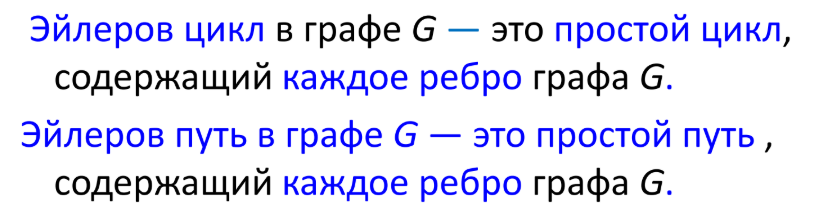 Эйлеров цикл в графе G — это простой цикл,
содержащий каждое ребро графа G.
Эйлеров путь в графе G — это простой путь ,
содержащий каждое ребро графа G.